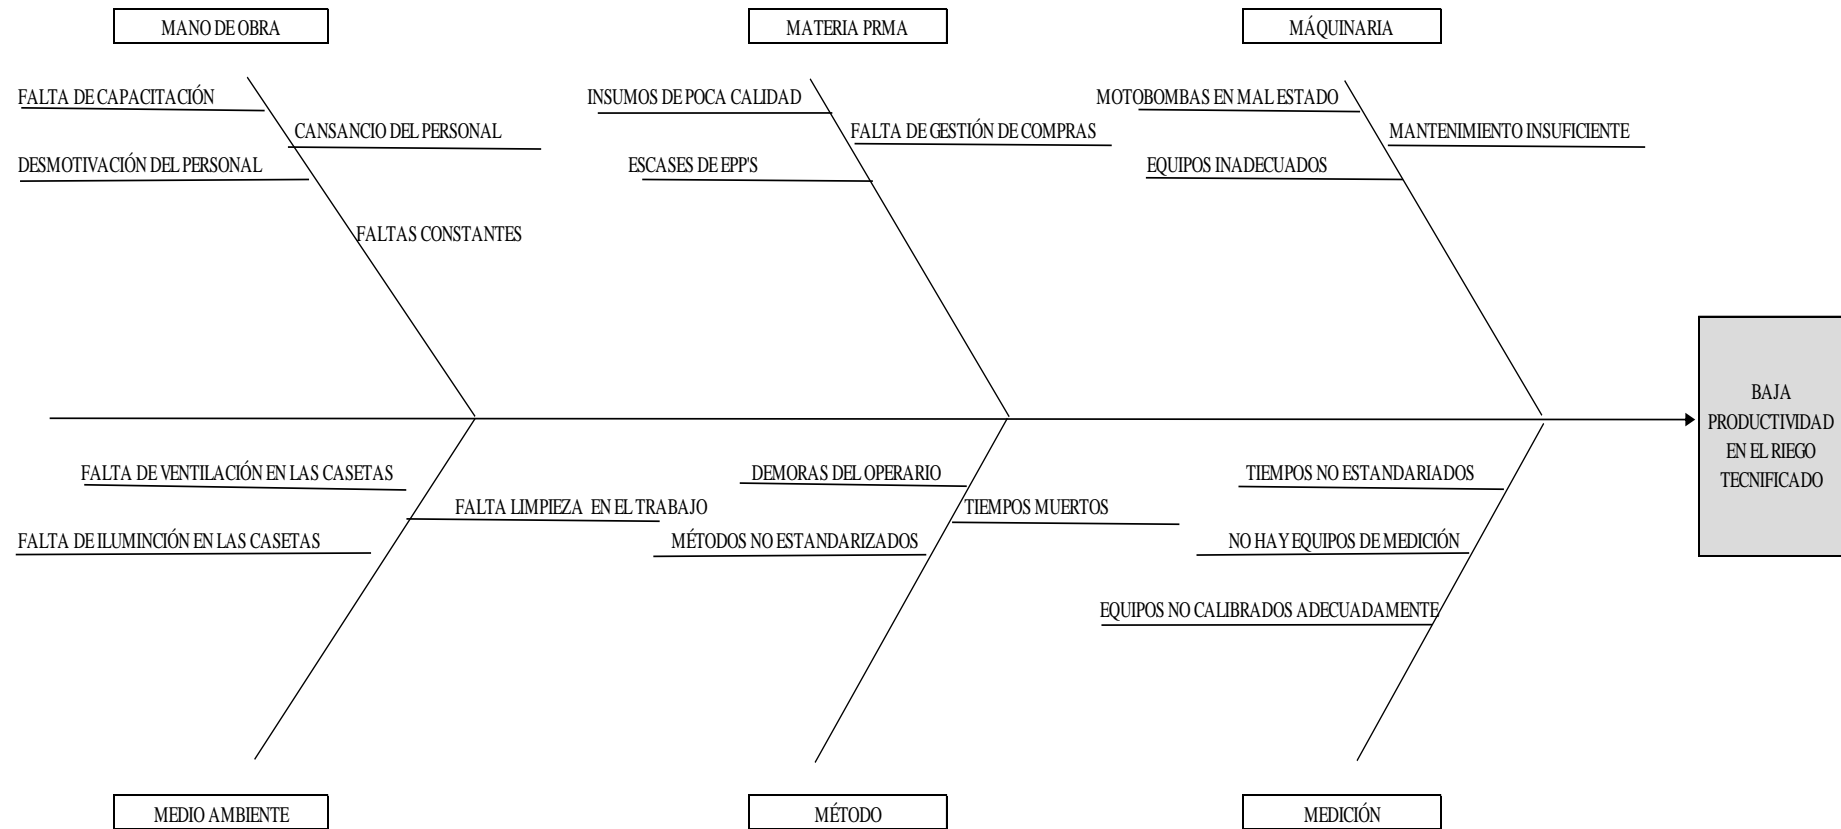 MANO DE OBRA
MATERIA PRMA
MÁQUINARIA
FALTA DE CAPACITACIÓN
CANSANCIO DEL PERSONAL
DESMOTIVACIÓN DEL PERSONAL
FALTAS CONSTANTES
INSUMOS DE POCA CALIDAD
FALTA DE GESTIÓN DE COMPRAS
ESCASES DE EPP'S
MOTOBOMBAS EN MAL ESTADO
MANTENIMIENTO INSUFICIENTE
EQUIPOS INADECUADOS
BAJA
PRODUCTIVIDAD
EN EL RIEGO
TECNIFICADO
FALTA DE VENTILACIÓN EN LAS CASETAS
FALTA LIMPIEZA EN EL TRABAJO
FALTA DE ILUMINCIÓN EN LAS CASETAS
DEMORAS DEL OPERARIO
TIEMPOS MUERTOS
MÉTODOS NO ESTANDARIZADOS
TIEMPOS NO ESTANDARIADOS
NO HAY EQUIPOS DE MEDICIÓN
EQUIPOS NO CALIBRADOS ADECUADAMENTE
MEDIO AMBIENTE
MÉTODO
MEDICIÓN